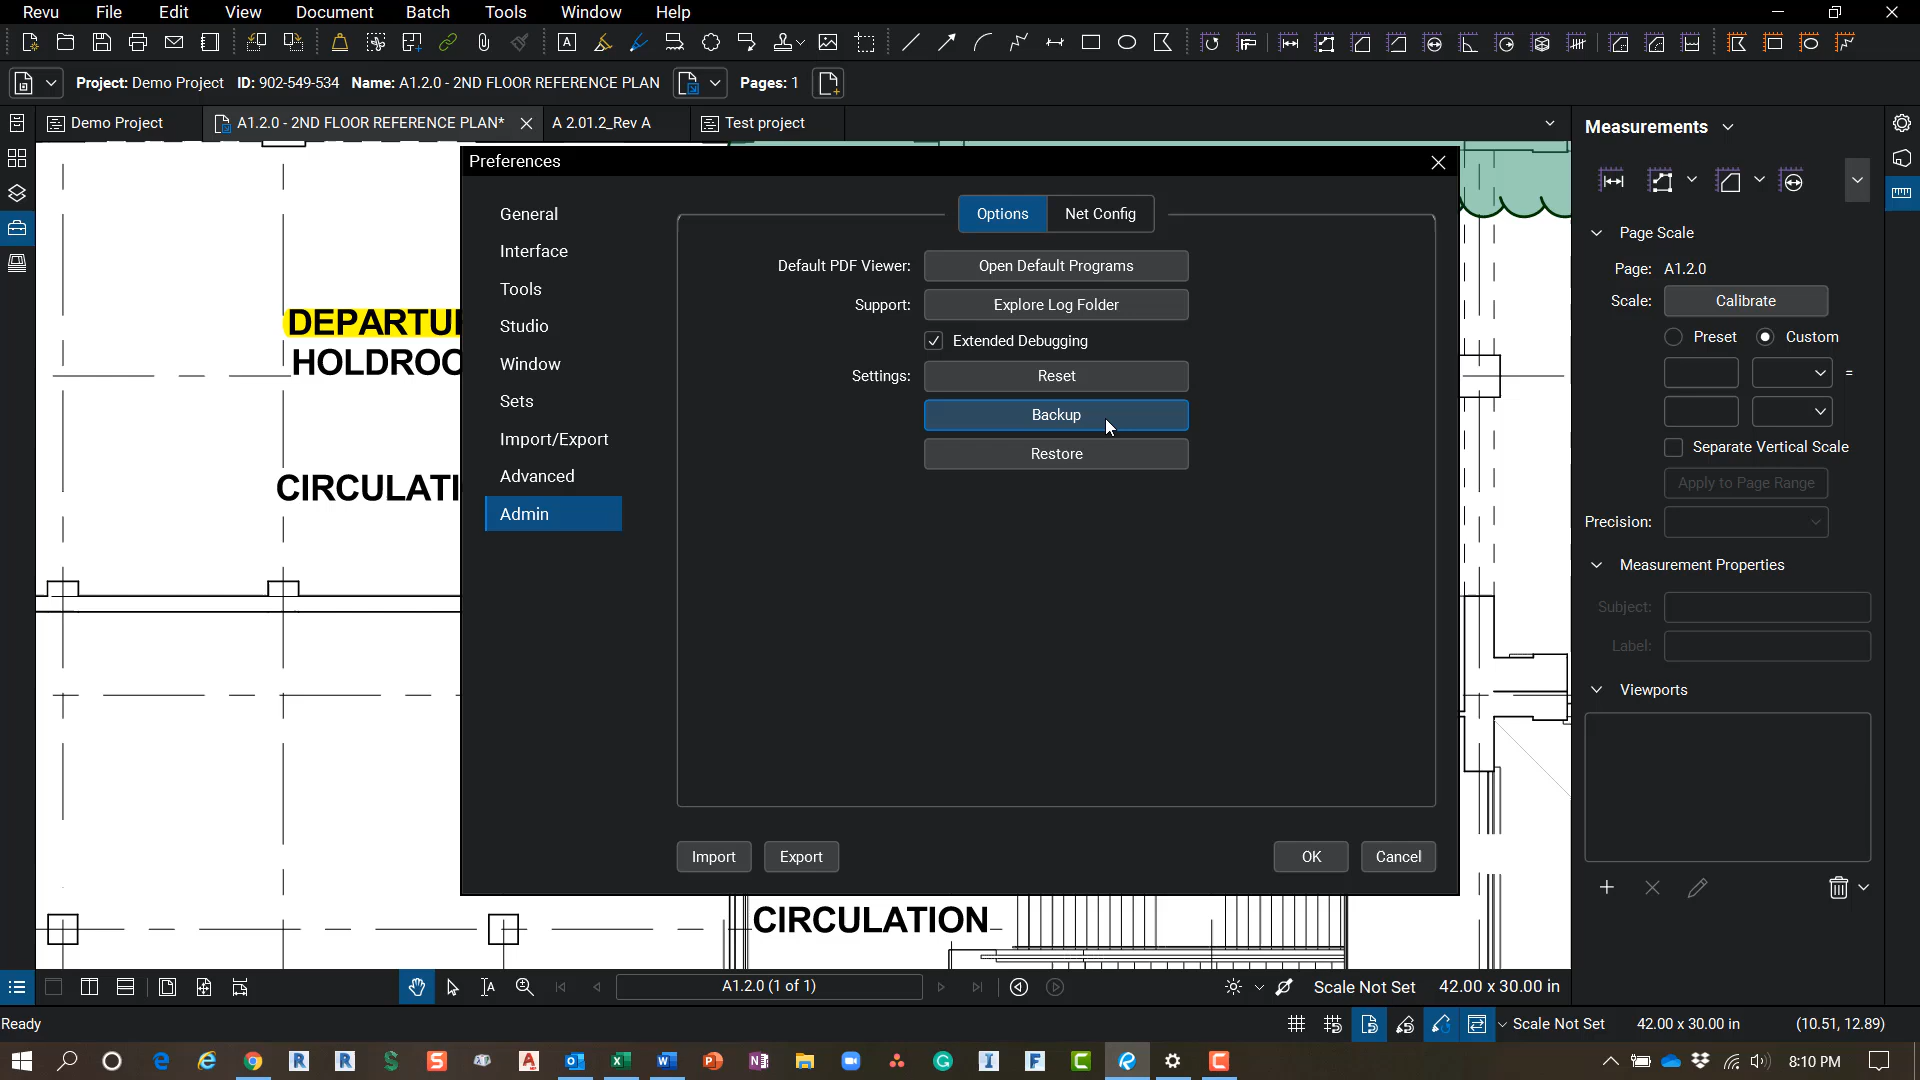 Revu File Edit View Document Batch Tools Window Help
Project: Demo Project ID: 902-549-534 Name: A1.2.0 - 2ND FLOOR REFERENCE PLAN Pages: 1
Demo Project A1.2.0 - 2ND FLOOR REFERENCE PLAN* A 2.01.2_Rev A Test project
Measurements
Preferences
General
Interface
Tools
Studio
Window
Sets
Import/Export
Advanced
Admin
Options Net Config
Default PDF Viewer: Open Default Programs
Support: Explore Log Folder
Extended Debugging
Settings: Reset
Backup
Restore
Import Export OK Cancel
Page Scale
Page: A1.2.0
Scale: Calibrate
Preset Custom
=
Separate Vertical Scale
Apply to Page Range
Precision:
Measurement Properties
Subject:
Label:
Viewports
DEPARTU
HOLDROO
CIRCULATI
CIRCULATION
A1.2.0 (1 of 1) Scale Not Set 42.00 x 30.00 in
Ready Scale Not Set 42.00 x 30.00 in (10.51, 12.89)
8:10 PM